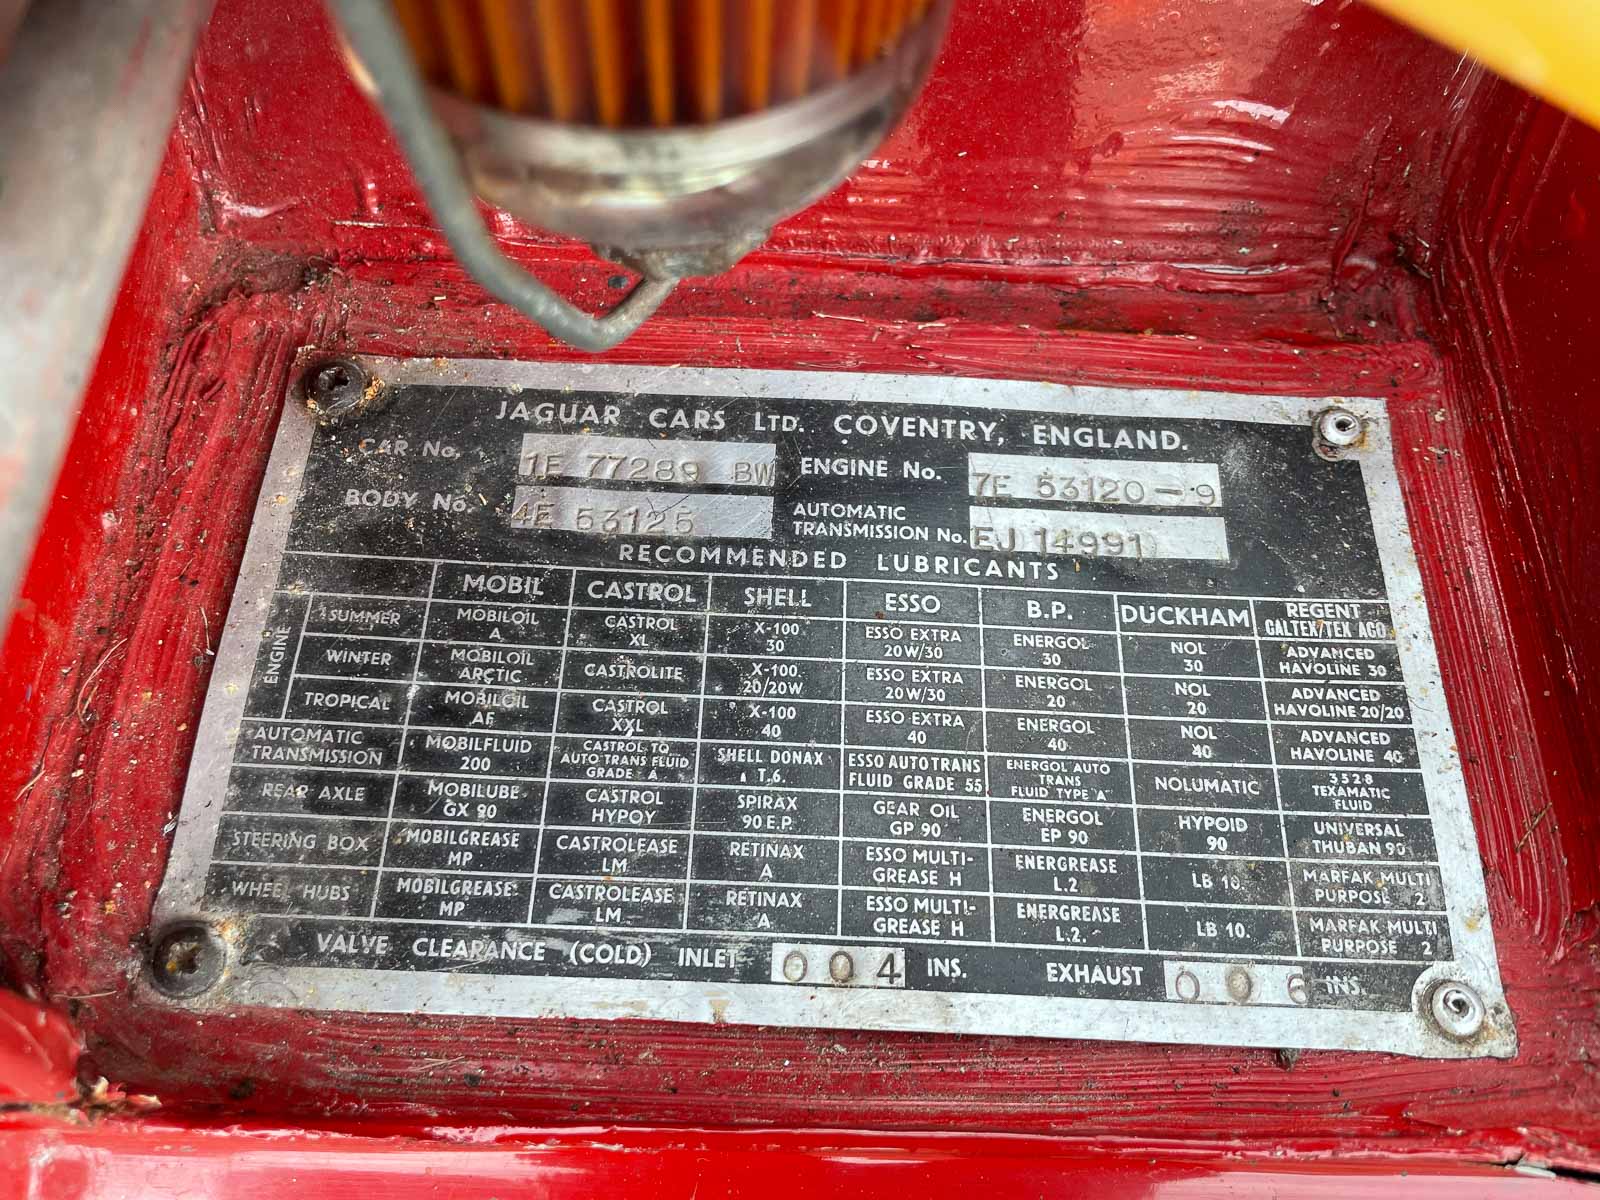 JAGUAR CARS LTD. COVENTRY, ENGLAND.
CAR No. 1E 77289 BW ENGINE No. 7E 53120-9
BODY No. 4E 53125 AUTOMATIC TRANSMISSION No. EJ 14991
RECOMMENDED LUBRICANTS
MOBIL CASTROL SHELL ESSO B.P. DUCKHAM REGENT CALTEX/TEXACO
ENGINE
SUMMER MOBILOIL A CASTROL XL X-100 30 ESSO EXTRA 20W/30 ENERGOL 30 NOL 30 ADVANCED HAVOLINE 30
WINTER MOBILOIL ARCTIC CASTROLITE X-100 20/20W ESSO EXTRA 20W/30 ENERGOL 20 NOL 20 ADVANCED HAVOLINE 20/20
TROPICAL MOBILOIL AF CASTROL XXL X-100 40 ESSO EXTRA 40 ENERGOL 40 NOL 40 ADVANCED HAVOLINE 40
AUTOMATIC TRANSMISSION MOBILFLUID 200 CASTROL TQ AUTO TRANS FLUID GRADE A SHELL DONAX T.6. ESSO AUTO TRANS FLUID GRADE 55 ENERGOL AUTO TRANS FLUID TYPE "A" NOLUMATIC 3528 TEXAMATIC FLUID
REAR AXLE MOBILUBE GX 90 CASTROL HYPOY SPIRAX 90 E.P. GEAR OIL GP 90 ENERGOL EP 90 HYPOID 90 UNIVERSAL THUBAN 90
STEERING BOX MOBILGREASE MP CASTROLEASE LM RETINAX A ESSO MULTI-GREASE H ENERGREASE L.2. LB 10. MARFAK MULTI PURPOSE 2
WHEEL HUBS MOBILGREASE MP CASTROLEASE LM RETINAX A ESSO MULTI-GREASE H ENERGREASE L.2. LB 10. MARFAK MULTI PURPOSE 2
VALVE CLEARANCE (COLD) INLET 004 INS. EXHAUST 006 INS.